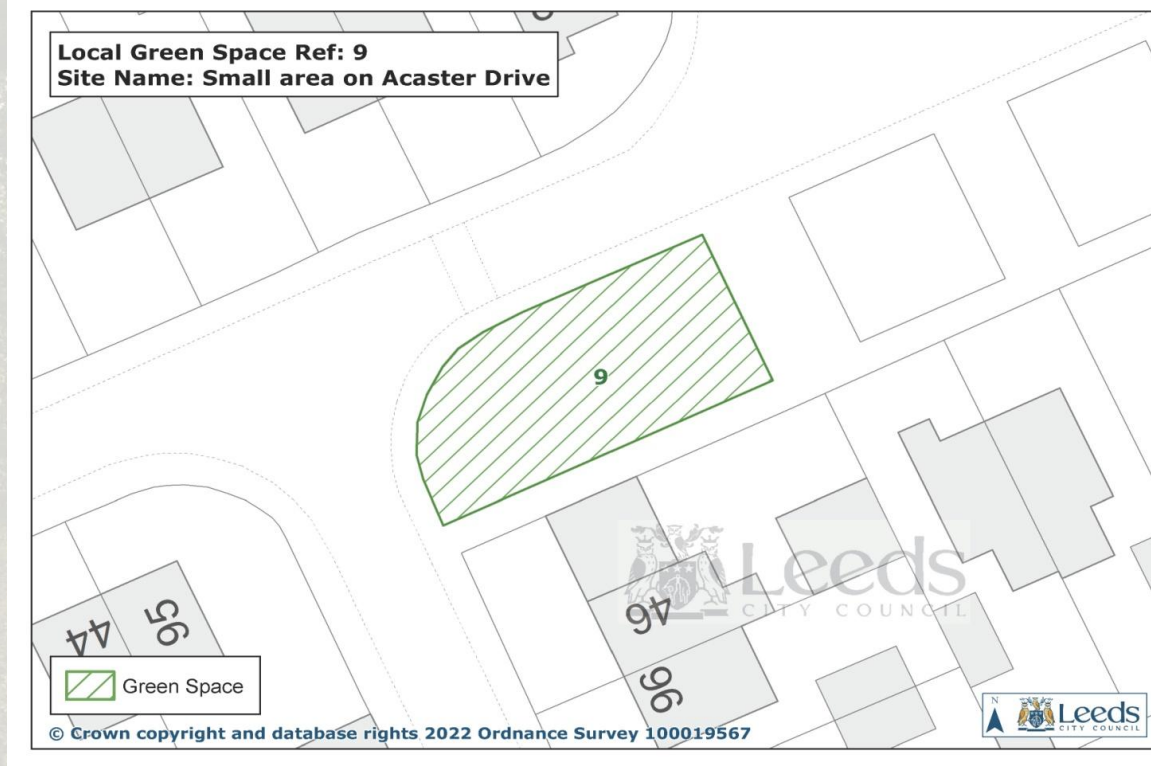 Local Green Space Ref: 9
Site Name: Small area on Acaster Drive
9
Leeds
CITY COUNCIL
46
44
95
96
Green Space
N
Leeds
CITY COUNCIL
© Crown copyright and database rights 2022 Ordnance Survey 100019567